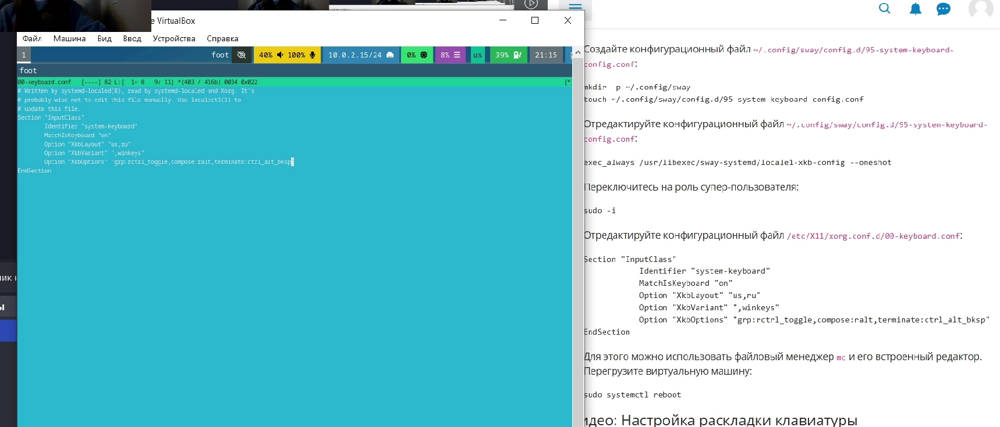 е VirtualBox
Файл Машина Вид Ввод Устройства Справка
1 foot 40% 100% 10.0.2.15/24 0% 8% us 39% 21:15
foot
00-keyboard.conf [----] 82 L:[ 1+ 8 9/ 11] *(403 / 416b) 0034 0x022 [*]
# Written by systemd-localed(8), read by systemd-localed and Xorg. It's
# probably wise not to edit this file manually. Use localectl(1) to
# update this file.
Section "InputClass"
Identifier "system-keyboard"
MatchIsKeyboard "on"
Option "XkbLayout" "us,ru"
Option "XkbVariant" ",winkeys"
Option "XkbOptions" "grp:rctrl_toggle,compose:ralt,terminate:ctrl_alt_bksp"
EndSection
Создайте конфигурационный файл ~/.config/sway/config.d/95-system-keyboard-
config.conf:
mkdir -p ~/.config/sway
touch ~/.config/sway/config.d/95-system-keyboard-config.conf
Отредактируйте конфигурационный файл ~/.config/sway/config.d/95-system-keyboard-
config.conf:
exec_always /usr/libexec/sway-systemd/locale1-xkb-config --oneshot
Переключитесь на роль супер-пользователя:
sudo -i
Отредактируйте конфигурационный файл /etc/X11/xorg.conf.d/00-keyboard.conf:
Section "InputClass"
Identifier "system-keyboard"
MatchIsKeyboard "on"
Option "XkbLayout" "us,ru"
Option "XkbVariant" ",winkeys"
Option "XkbOptions" "grp:rctrl_toggle,compose:ralt,terminate:ctrl_alt_bksp"
EndSection
Для этого можно использовать файловый менеджер mc и его встроенный редактор.
Перегрузите виртуальную машину:
sudo systemctl reboot
идео: Настройка раскладки клавиатуры